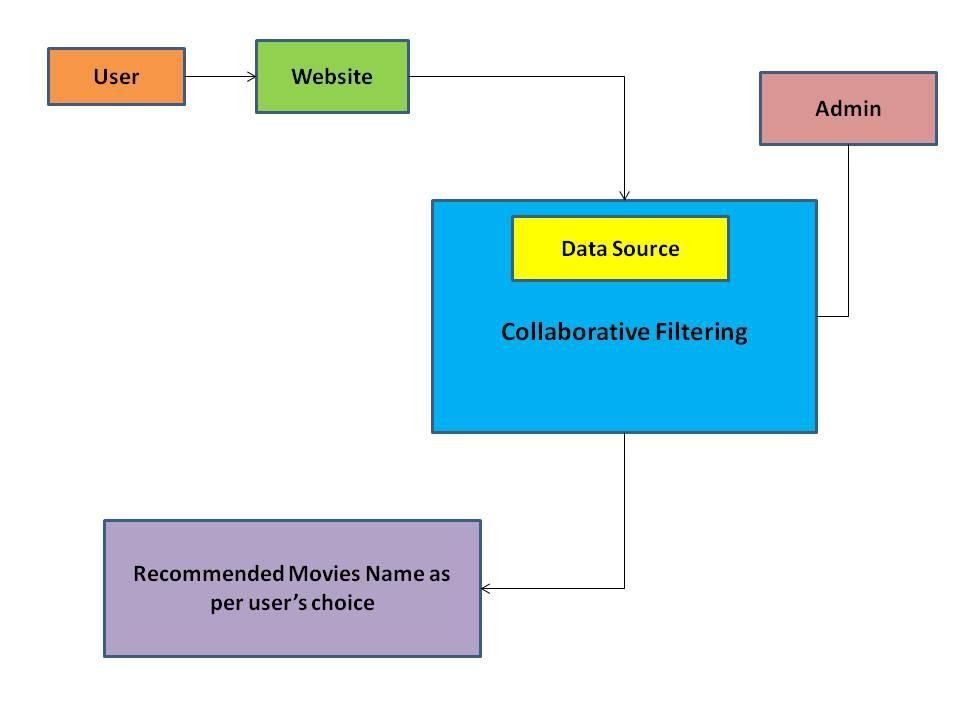 User
Website
Admin
Data Source
Collaborative Filtering
Recommended Movies Name as
per user’s choice